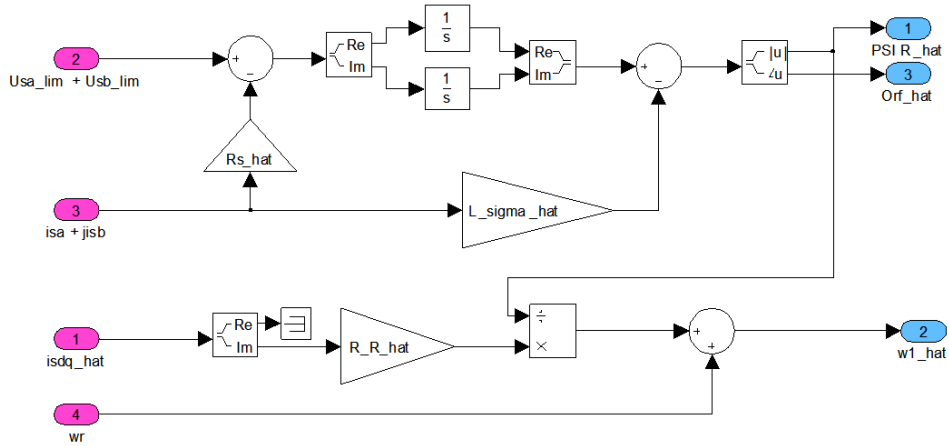 2
Usa_lim + Usb_lim
+
−
Re
Im
1
s
1
s
Re
Im
+
−
|u|
∠u
1
PSI R_hat
3
Orf_hat
Rs_hat
3
isa + jisb
L_sigma_hat
1
isdq_hat
Re
Im
R_R_hat
÷
×
+
+
2
w1_hat
4
wr